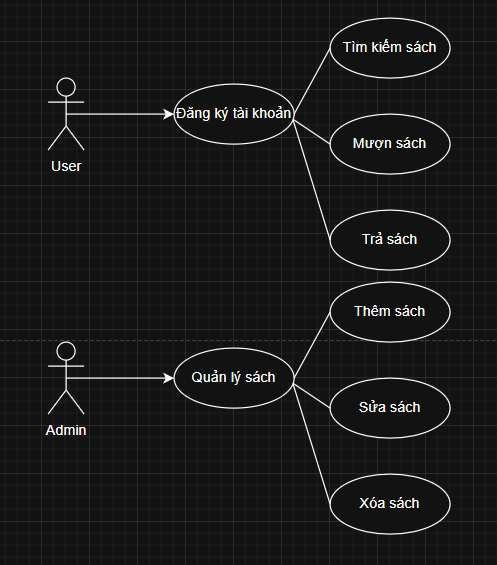 Tìm kiếm sách
Đăng ký tài khoản
Mượn sách
User
Trả sách
Thêm sách
Quản lý sách
Sửa sách
Admin
Xóa sách